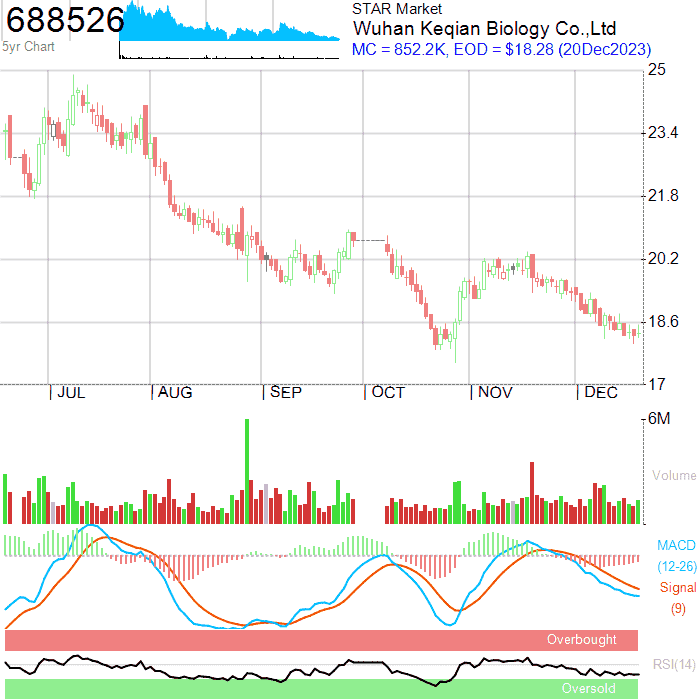 688526
5yr Chart
STAR Market
Wuhan Keqian Biology Co.,Ltd
MC = 852.2K, EOD = $18.28 (20Dec2023)
25
23.4
21.8
20.2
18.6
17
JUL AUG SEP OCT NOV DEC
6M
Volume
MACD
(12-26)
Signal
(9)
Overbought
RSI(14)
Oversold